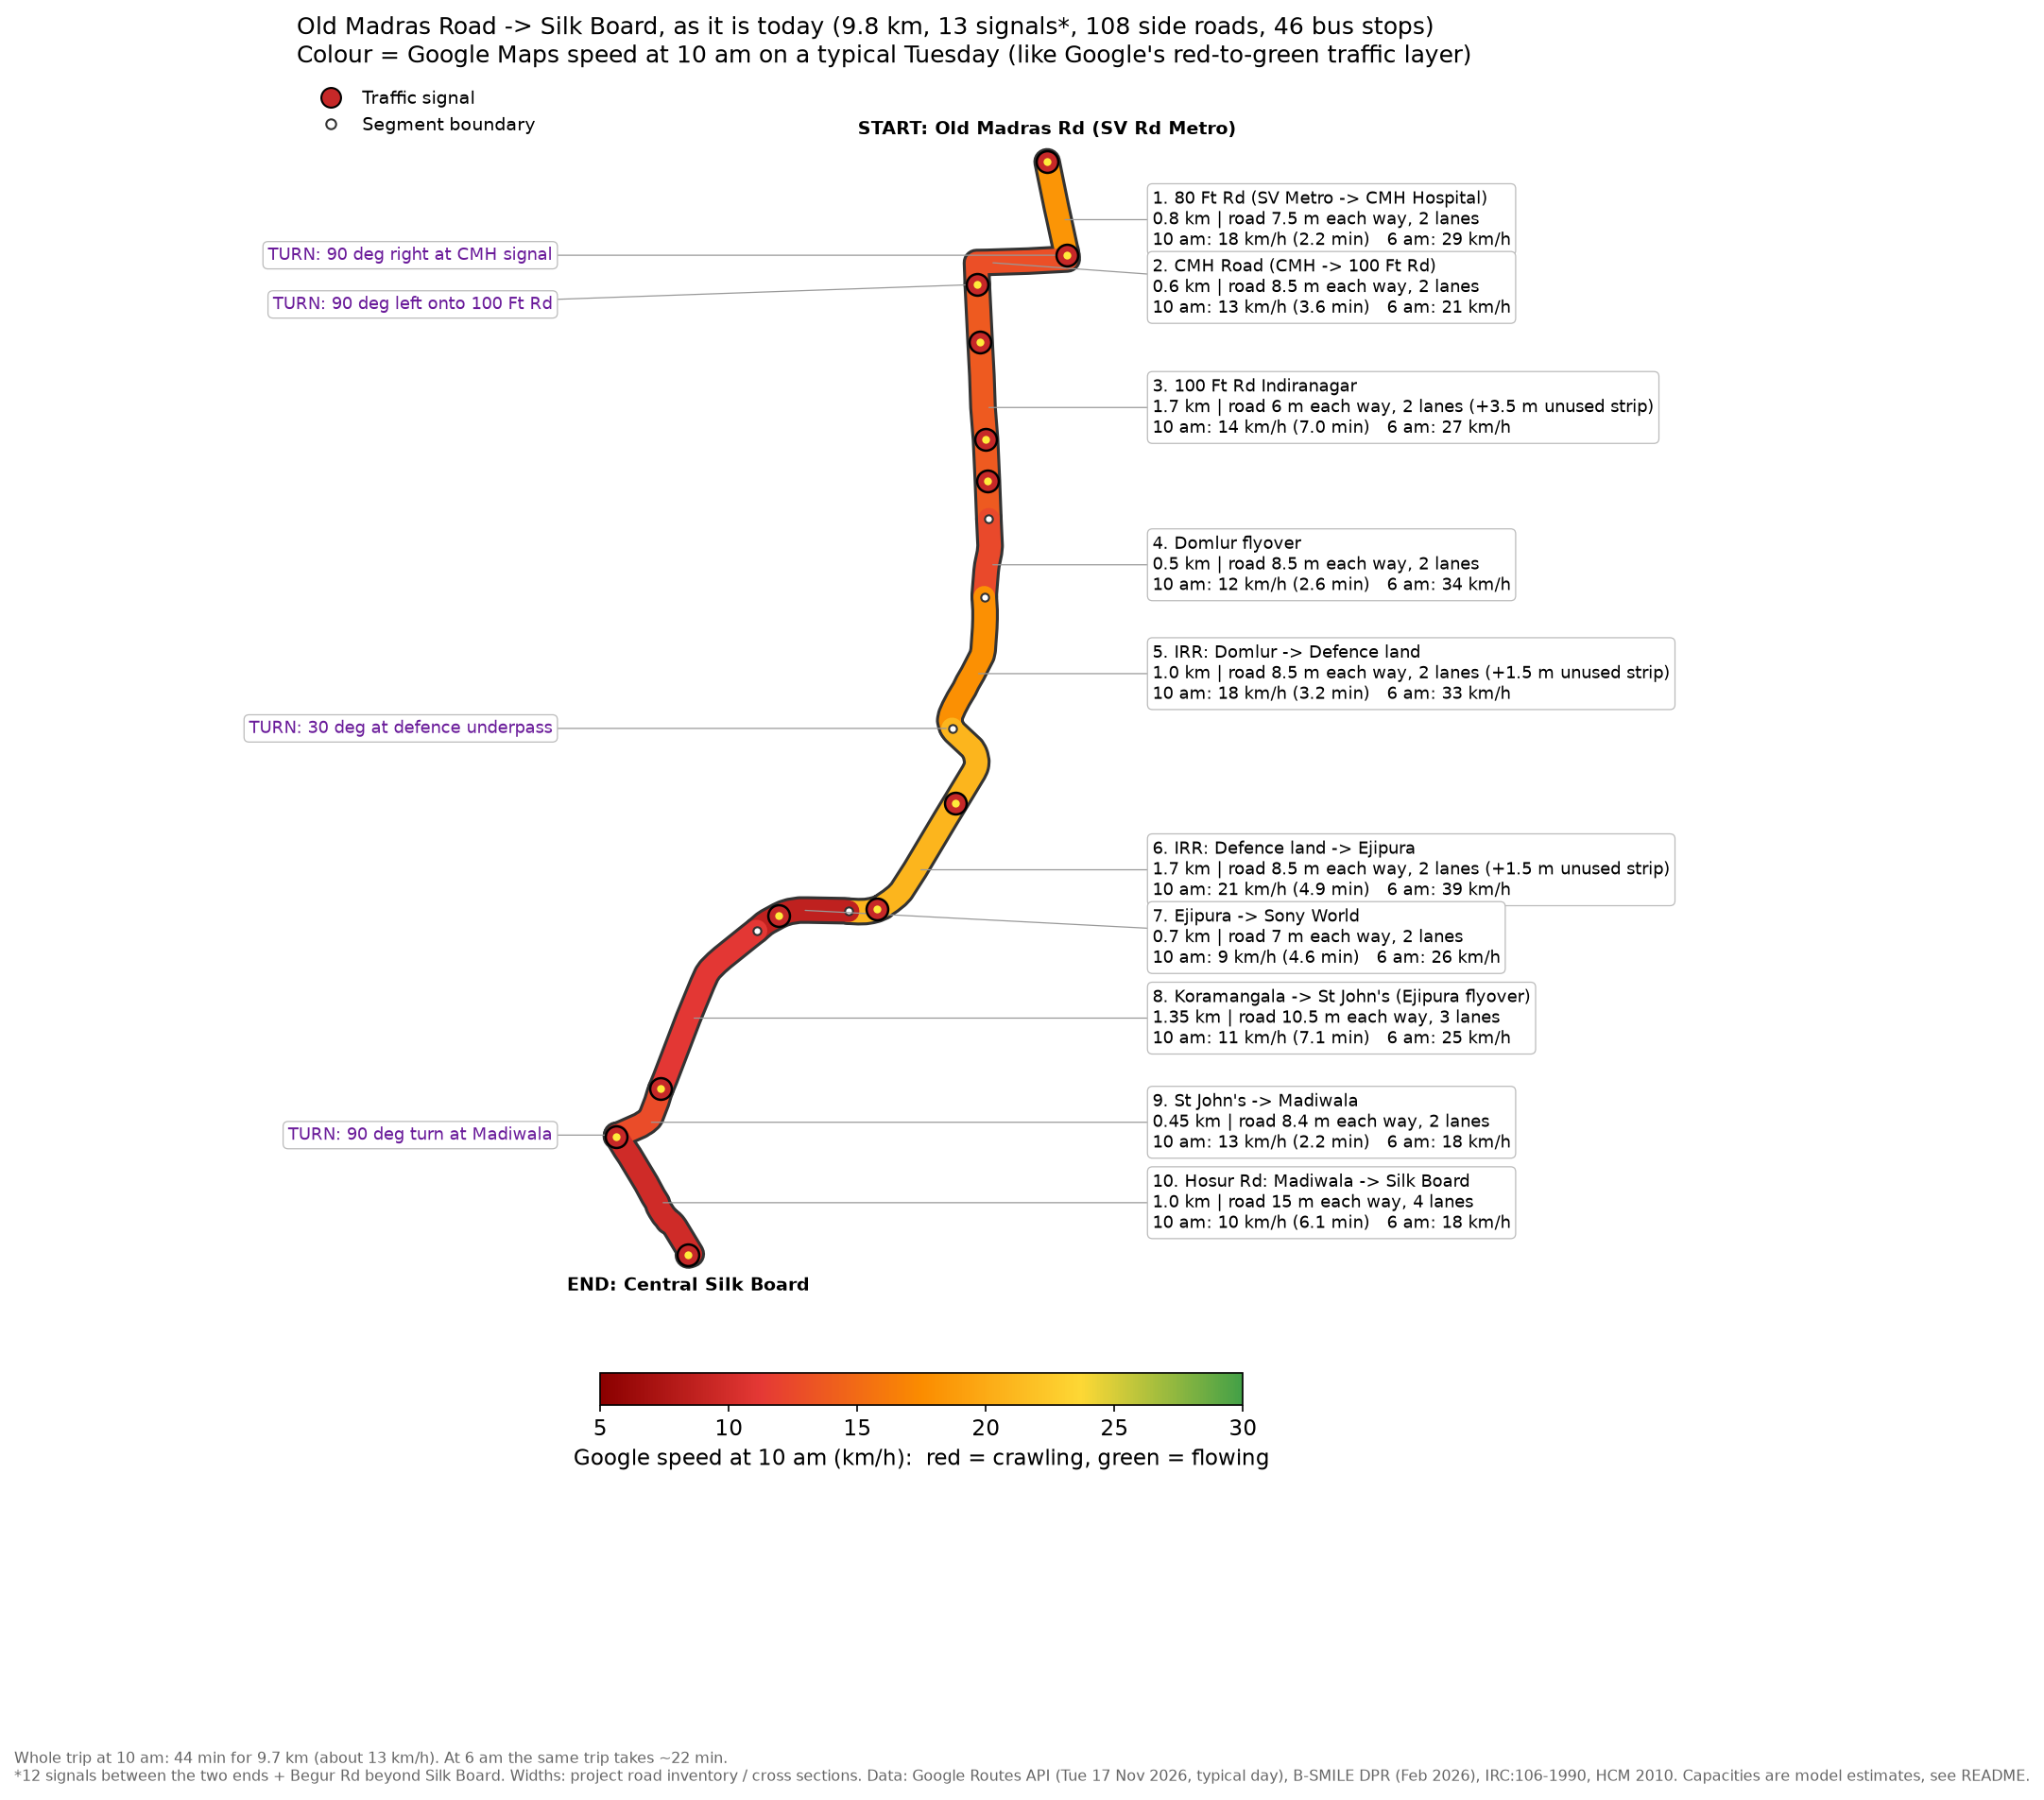 Old Madras Road -> Silk Board, as it is today (9.8 km, 13 signals*, 108 side roads, 46 bus stops)
Colour = Google Maps speed at 10 am on a typical Tuesday (like Google's red-to-green traffic layer)
Traffic signal
Segment boundary
START: Old Madras Rd (SV Rd Metro)
1. 80 Ft Rd (SV Metro -> CMH Hospital)
0.8 km | road 7.5 m each way, 2 lanes
10 am: 18 km/h (2.2 min)   6 am: 29 km/h
TURN: 90 deg right at CMH signal
2. CMH Road (CMH -> 100 Ft Rd)
0.6 km | road 8.5 m each way, 2 lanes
10 am: 13 km/h (3.6 min)   6 am: 21 km/h
TURN: 90 deg left onto 100 Ft Rd
3. 100 Ft Rd Indiranagar
1.7 km | road 6 m each way, 2 lanes (+3.5 m unused strip)
10 am: 14 km/h (7.0 min)   6 am: 27 km/h
4. Domlur flyover
0.5 km | road 8.5 m each way, 2 lanes
10 am: 12 km/h (2.6 min)   6 am: 34 km/h
5. IRR: Domlur -> Defence land
1.0 km | road 8.5 m each way, 2 lanes (+1.5 m unused strip)
10 am: 18 km/h (3.2 min)   6 am: 33 km/h
TURN: 30 deg at defence underpass
6. IRR: Defence land -> Ejipura
1.7 km | road 8.5 m each way, 2 lanes (+1.5 m unused strip)
10 am: 21 km/h (4.9 min)   6 am: 39 km/h
7. Ejipura -> Sony World
0.7 km | road 7 m each way, 2 lanes
10 am: 9 km/h (4.6 min)   6 am: 26 km/h
8. Koramangala -> St John's (Ejipura flyover)
1.35 km | road 10.5 m each way, 3 lanes
10 am: 11 km/h (7.1 min)   6 am: 25 km/h
9. St John's -> Madiwala
0.45 km | road 8.4 m each way, 2 lanes
10 am: 13 km/h (2.2 min)   6 am: 18 km/h
TURN: 90 deg turn at Madiwala
10. Hosur Rd: Madiwala -> Silk Board
1.0 km | road 15 m each way, 4 lanes
10 am: 10 km/h (6.1 min)   6 am: 18 km/h
END: Central Silk Board
5 10 15 20 25 30
Google speed at 10 am (km/h):  red = crawling, green = flowing
Whole trip at 10 am: 44 min for 9.7 km (about 13 km/h). At 6 am the same trip takes ~22 min.
*12 signals between the two ends + Begur Rd beyond Silk Board. Widths: project road inventory / cross sections. Data: Google Routes API (Tue 17 Nov 2026, typical day), B-SMILE DPR (Feb 2026), IRC:106-1990, HCM 2010. Capacities are model estimates, see README.